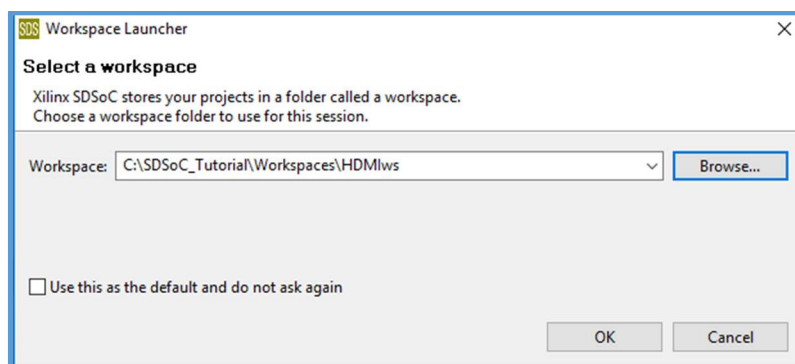 SDS Workspace Launcher
Select a workspace
Xilinx SDSoC stores your projects in a folder called a workspace.
Choose a workspace folder to use for this session.
Workspace: C:\SDSoC_Tutorial\Workspaces\HDMIws Browse...
Use this as the default and do not ask again
OK Cancel